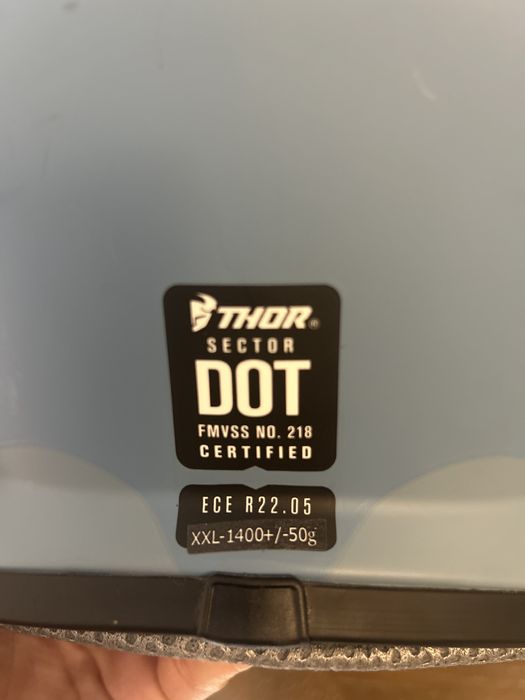 THOR®
SECTOR
DOT
FMVSS NO. 218
CERTIFIED
ECE R22.05
XXL-1400+/-50g